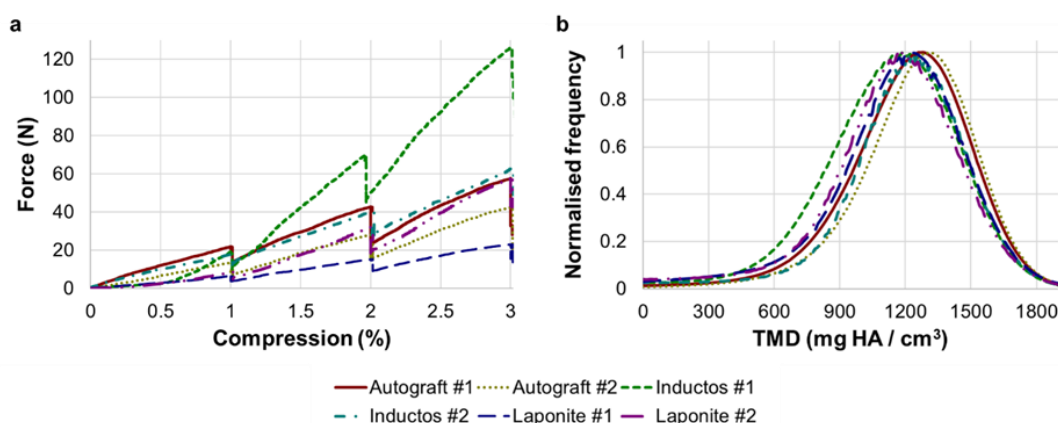 a
b
120
100
80
60
40
20
0
Force (N)
0 0.5 1 1.5 2 2.5 3
Compression (%)
1
0.8
0.6
0.4
0.2
0
Normalised frequency
0 300 600 900 1200 1500 1800
TMD (mg HA / cm³)
Autograft #1 Autograft #2 Inductos #1
Inductos #2 Laponite #1 Laponite #2